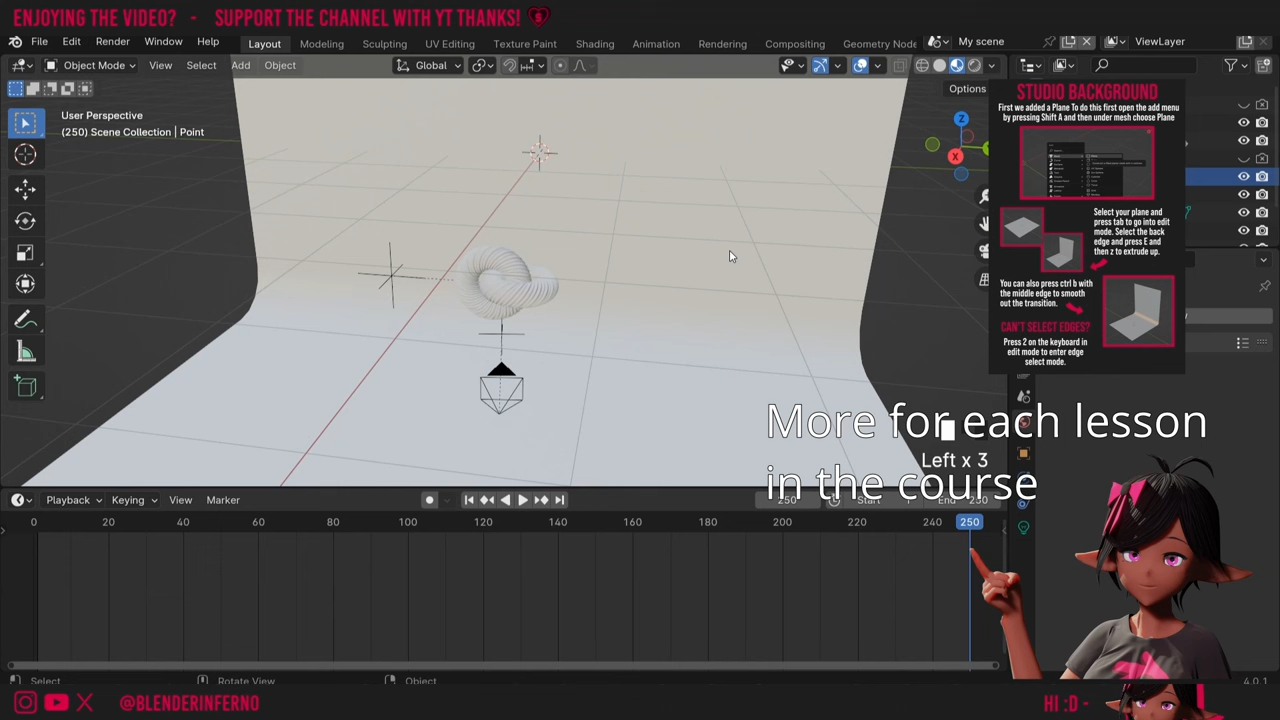 ENJOYING THE VIDEO? - SUPPORT THE CHANNEL WITH YT THANKS!
File Edit Render Window Help
Layout Modeling Sculpting UV Editing Texture Paint Shading Animation Rendering Compositing Geometry Node
My scene
ViewLayer
Object Mode View Select Add Object
Global
Options
User Perspective
(250) Scene Collection | Point
Z
X
STUDIO BACKGROUND
First we added a Plane To do this first open the add menu
by pressing Shift A and then under mesh choose Plane
Select your plane and
press tab to go into edit
mode. Select the back
edge and press E and
then z to extrude up.
You can also press ctrl b with
the middle edge to smooth
out the transition.
CAN'T SELECT EDGES?
Press 2 on the keyboard in
edit mode to enter edge
select mode.
More for each lesson
in the course
Left x 3
Playback Keying View Marker
250
Start
End 250
0 20 40 60 80 100 120 140 160 180 200 220 240 250
Select
Rotate View
Object
4.0.1
@BLENDERINFERNO
HI :D -